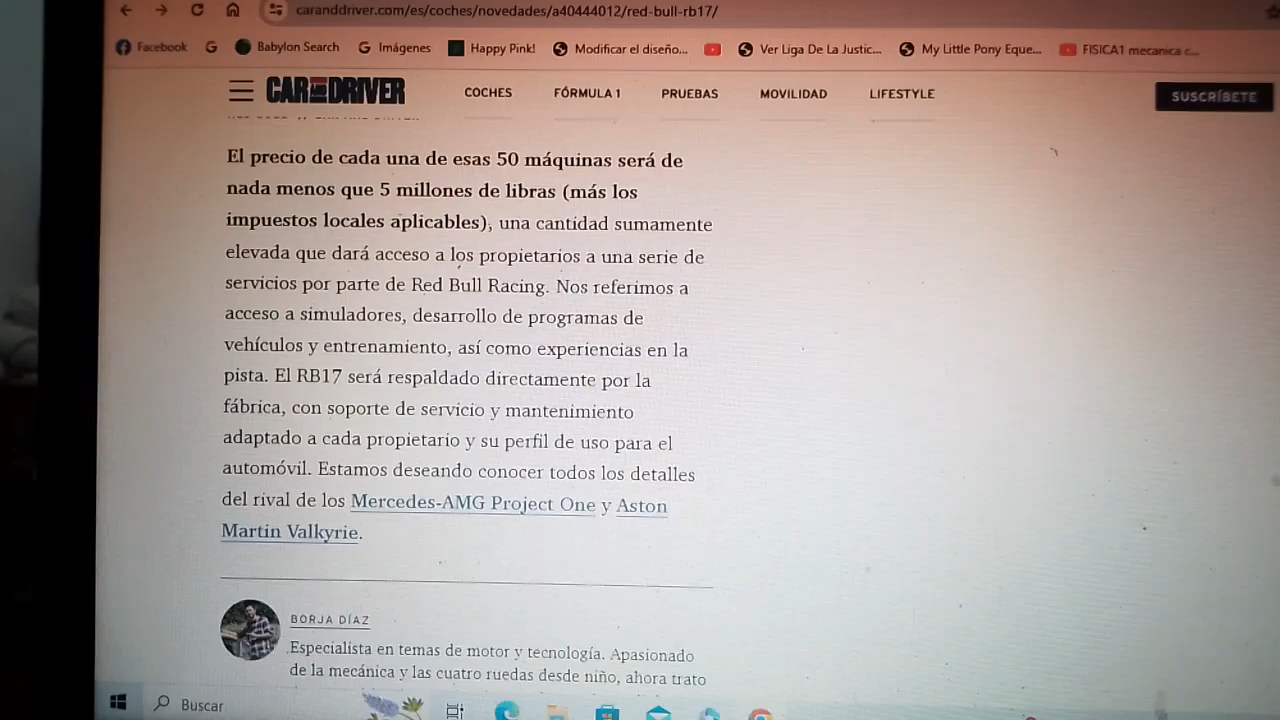 caranddriver.com/es/coches/novedades/a40444012/red-bull-rb17/
Facebook Babylon Search Imágenes Happy Pink! Modificar el diseño... Ver Liga De La Justic... My Little Pony Eque... FISICA1 mecanica c...
CAR AND DRIVER COCHES FÓRMULA 1 PRUEBAS MOVILIDAD LIFESTYLE SUSCRÍBETE
El precio de cada una de esas 50 máquinas será de
nada menos que 5 millones de libras (más los
impuestos locales aplicables), una cantidad sumamente
elevada que dará acceso a los propietarios a una serie de
servicios por parte de Red Bull Racing. Nos referimos a
acceso a simuladores, desarrollo de programas de
vehículos y entrenamiento, así como experiencias en la
pista. El RB17 será respaldado directamente por la
fábrica, con soporte de servicio y mantenimiento
adaptado a cada propietario y su perfil de uso para el
automóvil. Estamos deseando conocer todos los detalles
del rival de los Mercedes-AMG Project One y Aston
Martin Valkyrie.
BORJA DÍAZ
Especialista en temas de motor y tecnología. Apasionado
de la mecánica y las cuatro ruedas desde niño, ahora trato
Buscar